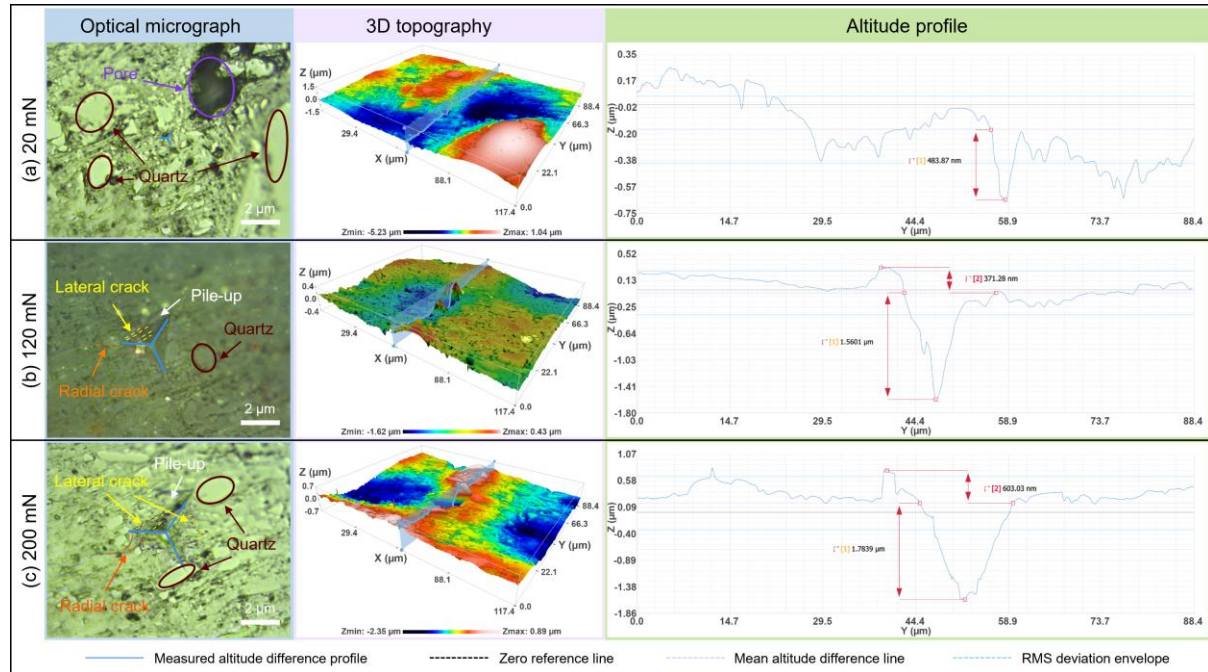 Optical micrograph
3D topography
Altitude profile
(a) 20 mN
Pore
Quartz
2 µm
Z (µm)
1.5
0.0
-1.5
29.4
X (µm)
88.1
117.4
88.4
66.3
Y (µm)
22.1
0.0
Zmin: -5.23 µm
Zmax: 1.04 µm
0.35
0.17
-0.02
-0.20
-0.38
-0.57
-0.75
Z (µm)
[1] 483.87 nm
0.0 14.7 29.5 44.4 58.9 73.7 88.4
Y (µm)
(b) 120 mN
Lateral crack
Pile-up
Quartz
Radial crack
2 µm
Z (µm)
0.4
0.0
-0.4
29.4
X (µm)
88.1
117.4
88.4
66.3
Y (µm)
22.1
0.0
Zmin: -1.62 µm
Zmax: 0.43 µm
0.52
0.13
-0.25
-0.64
-1.03
-1.41
-1.80
Z (µm)
[2] 371.28 nm
[1] 1.5601 µm
0.0 14.7 29.5 44.4 58.9 73.7 88.4
Y (µm)
(c) 200 mN
Pile-up
Lateral crack
Quartz
Radial crack
2 µm
Z (µm)
0.7
0.0
-0.7
29.4
X (µm)
88.1
117.4
88.4
66.3
Y (µm)
22.1
0.0
Zmin: -2.35 µm
Zmax: 0.89 µm
1.07
0.58
0.09
-0.40
-0.89
-1.38
-1.86
Z (µm)
[2] 603.03 nm
[1] 1.7839 µm
0.0 14.7 29.5 44.4 58.9 73.7 88.4
Y (µm)
Measured altitude difference profile
Zero reference line
Mean altitude difference line
RMS deviation envelope